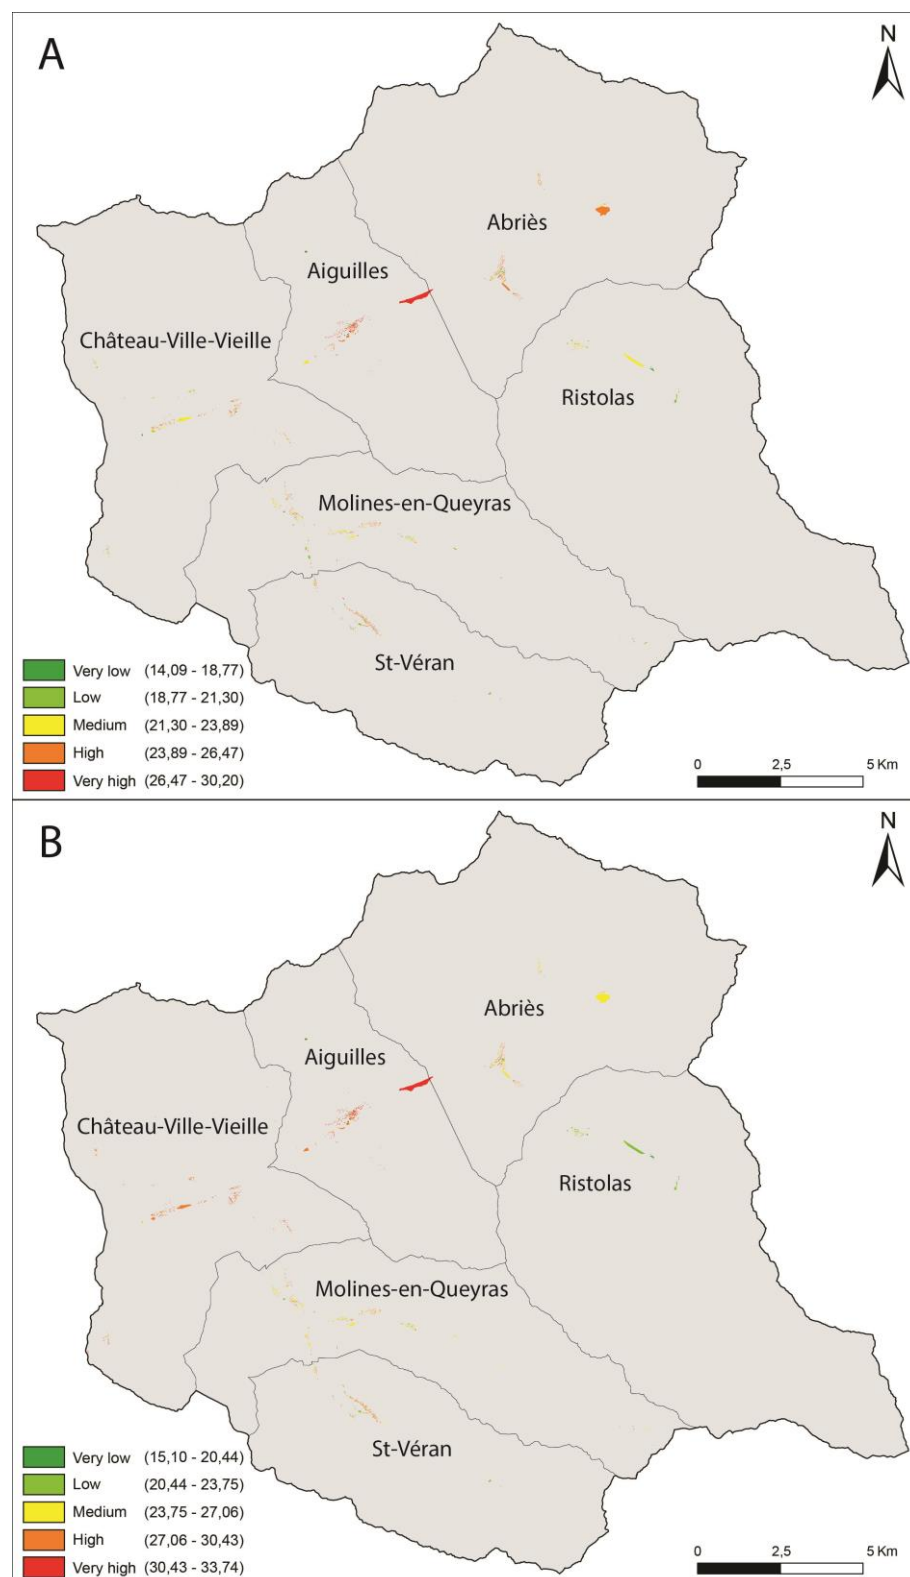 A
N
Abriès
Aiguilles
Château-Ville-Vieille
Ristolas
Molines-en-Queyras
St-Véran
Very low (14,09 - 18,77)
Low (18,77 - 21,30)
Medium (21,30 - 23,89)
High (23,89 - 26,47)
Very high (26,47 - 30,20)
0 2,5 5 Km
B
N
Abriès
Aiguilles
Château-Ville-Vieille
Ristolas
Molines-en-Queyras
St-Véran
Very low (15,10 - 20,44)
Low (20,44 - 23,75)
Medium (23,75 - 27,06)
High (27,06 - 30,43)
Very high (30,43 - 33,74)
0 2,5 5 Km